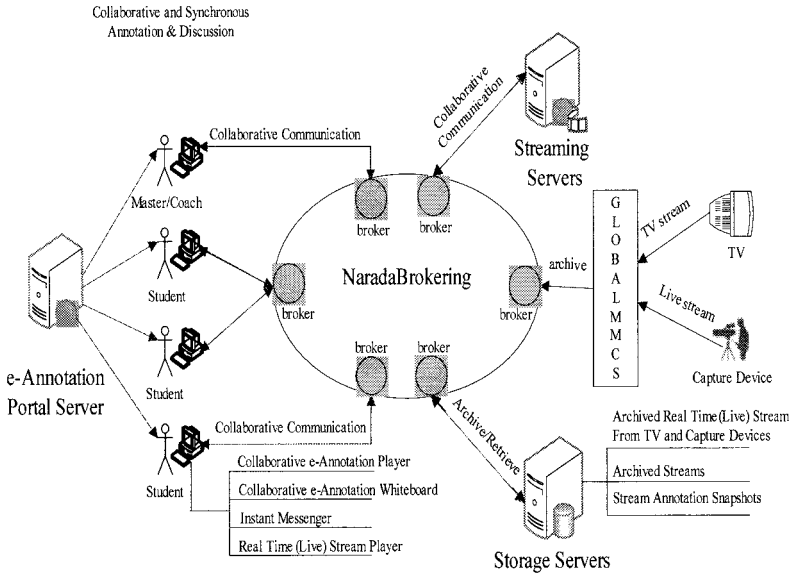 Collaborative and Synchronous
Annotation & Discussion
Collaborative Communication
Master/Coach
Student
Student
Student
e-Annotation
Portal Server
Collaborative Communication
Collaborative
Communication
Streaming
Servers
broker
broker
broker
broker
broker
broker
NaradaBrokering
archive
GLOBALMMCS
TV stream
TV
Live stream
Capture Device
Archive/Retrieve
Storage Servers
Archived Real Time (Live) Stream
From TV and Capture Devices
Archived Streams
Stream Annotation Snapshots
Collaborative e-Annotation Player
Collaborative e-Annotation Whiteboard
Instant Messenger
Real Time (Live) Stream Player